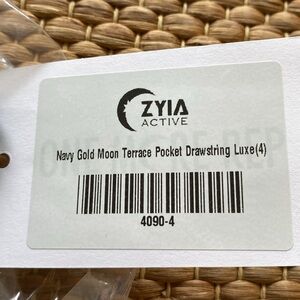 ZYIA
ACTIVE
Navy Gold Moon Terrace Pocket Drawstring Luxe(4)
4090-4